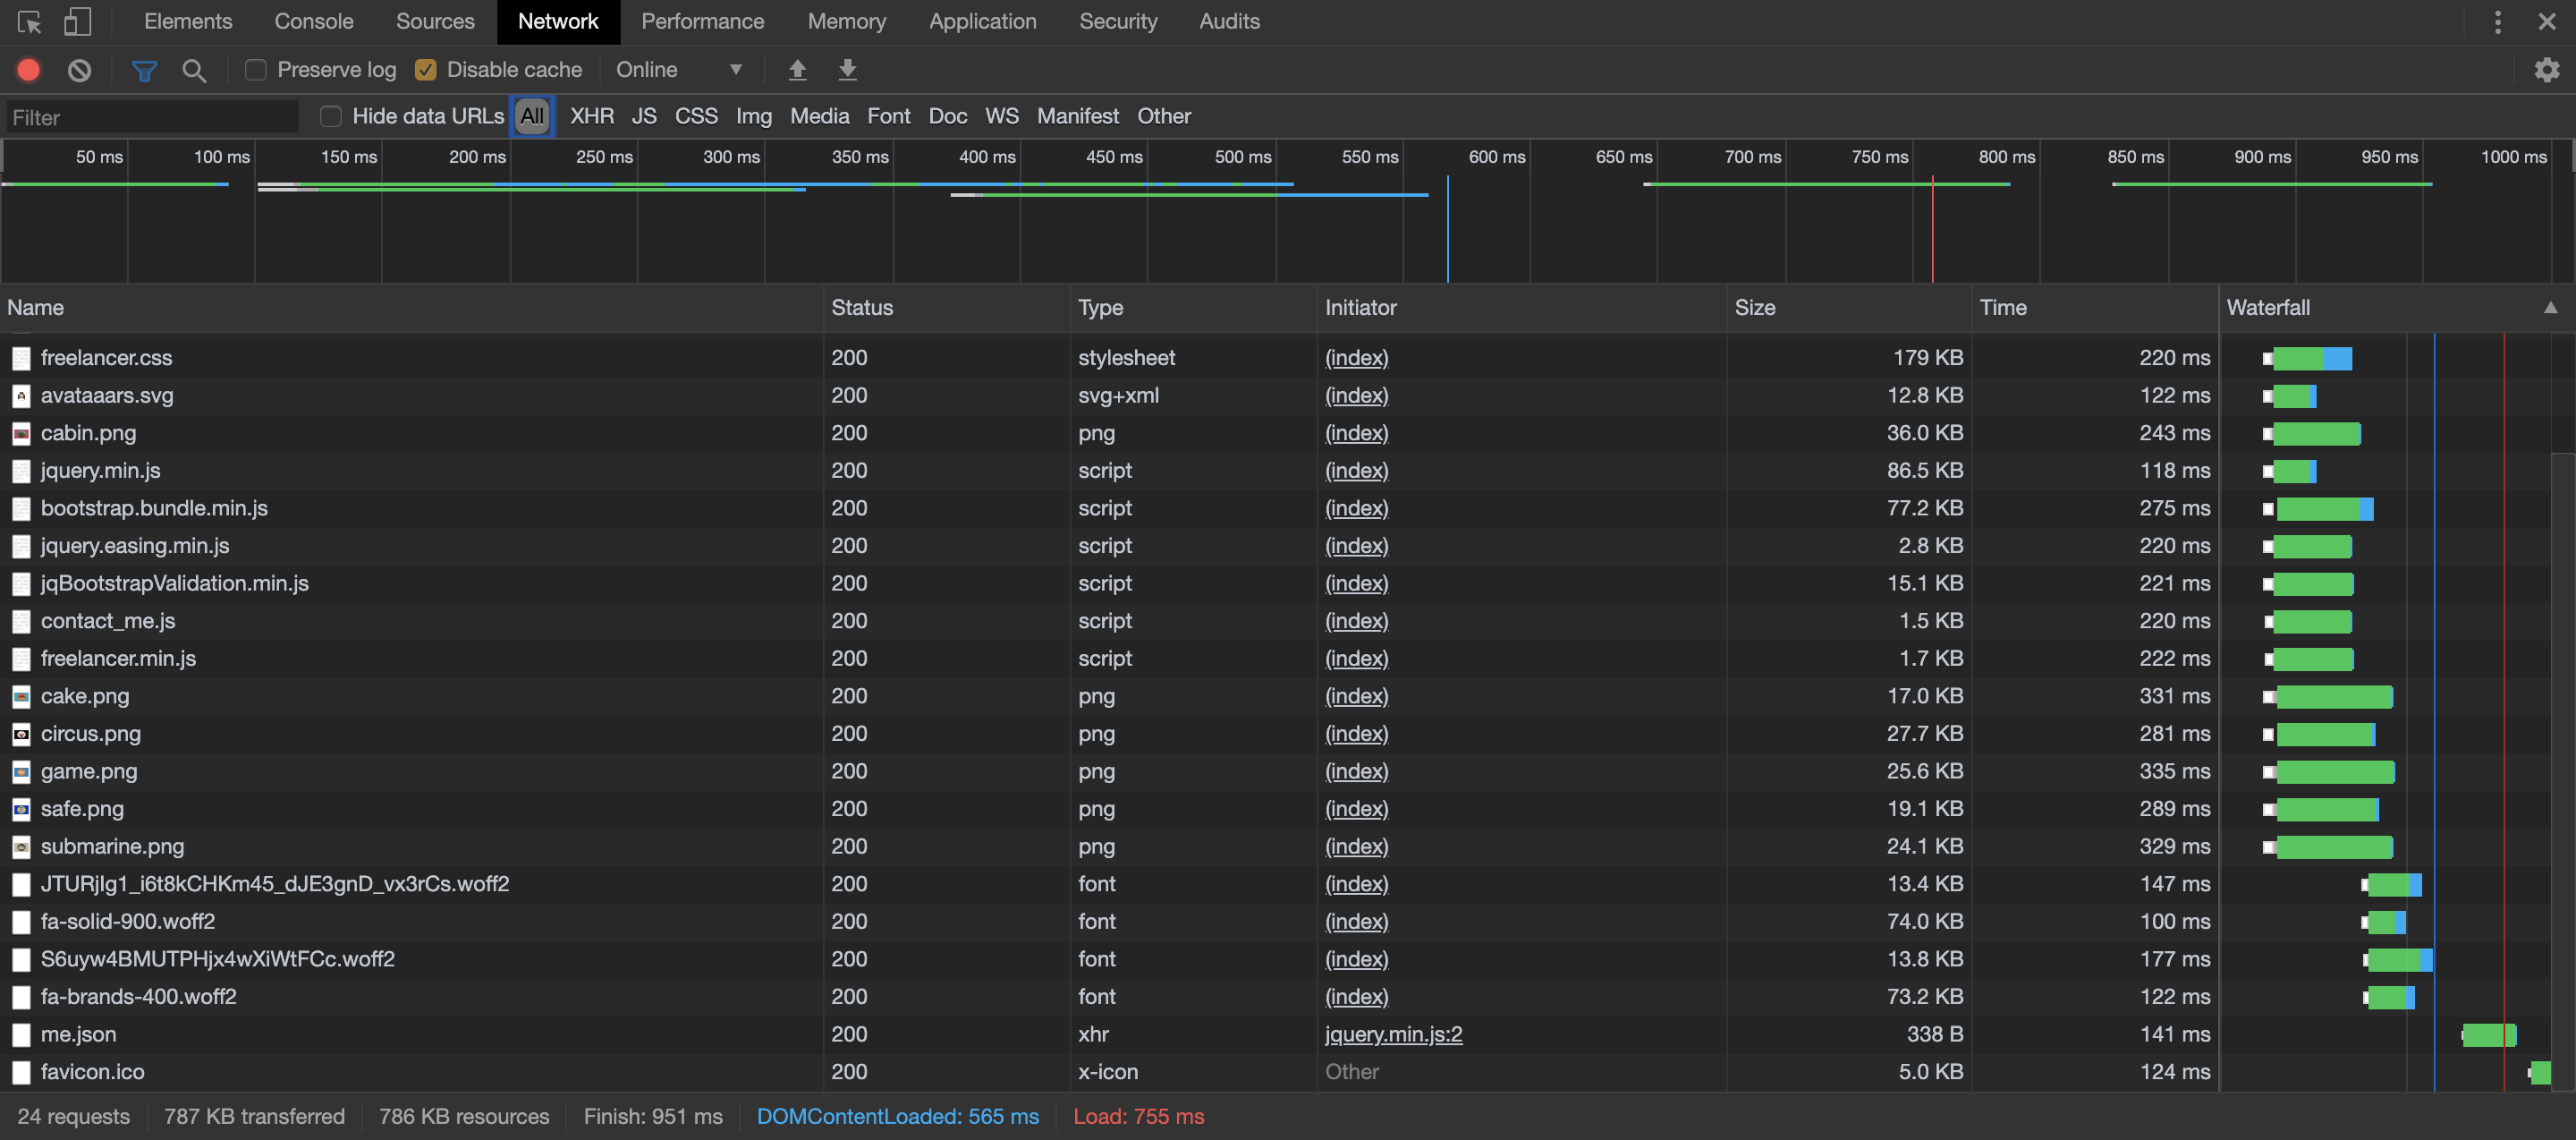 Elements Console Sources Network Performance Memory Application Security Audits
Preserve log Disable cache Online
Filter Hide data URLs All XHR JS CSS Img Media Font Doc WS Manifest Other
50 ms 100 ms 150 ms 200 ms 250 ms 300 ms 350 ms 400 ms 450 ms 500 ms 550 ms 600 ms 650 ms 700 ms 750 ms 800 ms 850 ms 900 ms 950 ms 1000 ms
Name Status Type Initiator Size Time Waterfall
freelancer.css 200 stylesheet (index) 179 KB 220 ms
avataaars.svg 200 svg+xml (index) 12.8 KB 122 ms
cabin.png 200 png (index) 36.0 KB 243 ms
jquery.min.js 200 script (index) 86.5 KB 118 ms
bootstrap.bundle.min.js 200 script (index) 77.2 KB 275 ms
jquery.easing.min.js 200 script (index) 2.8 KB 220 ms
jqBootstrapValidation.min.js 200 script (index) 15.1 KB 221 ms
contact_me.js 200 script (index) 1.5 KB 220 ms
freelancer.min.js 200 script (index) 1.7 KB 222 ms
cake.png 200 png (index) 17.0 KB 331 ms
circus.png 200 png (index) 27.7 KB 281 ms
game.png 200 png (index) 25.6 KB 335 ms
safe.png 200 png (index) 19.1 KB 289 ms
submarine.png 200 png (index) 24.1 KB 329 ms
JTURjIg1_i6t8kCHKm45_dJE3gnD_vx3rCs.woff2 200 font (index) 13.4 KB 147 ms
fa-solid-900.woff2 200 font (index) 74.0 KB 100 ms
S6uyw4BMUTPHjx4wXiWtFCc.woff2 200 font (index) 13.8 KB 177 ms
fa-brands-400.woff2 200 font (index) 73.2 KB 122 ms
me.json 200 xhr jquery.min.js:2 338 B 141 ms
favicon.ico 200 x-icon Other 5.0 KB 124 ms
24 requests 787 KB transferred 786 KB resources Finish: 951 ms DOMContentLoaded: 565 ms Load: 755 ms